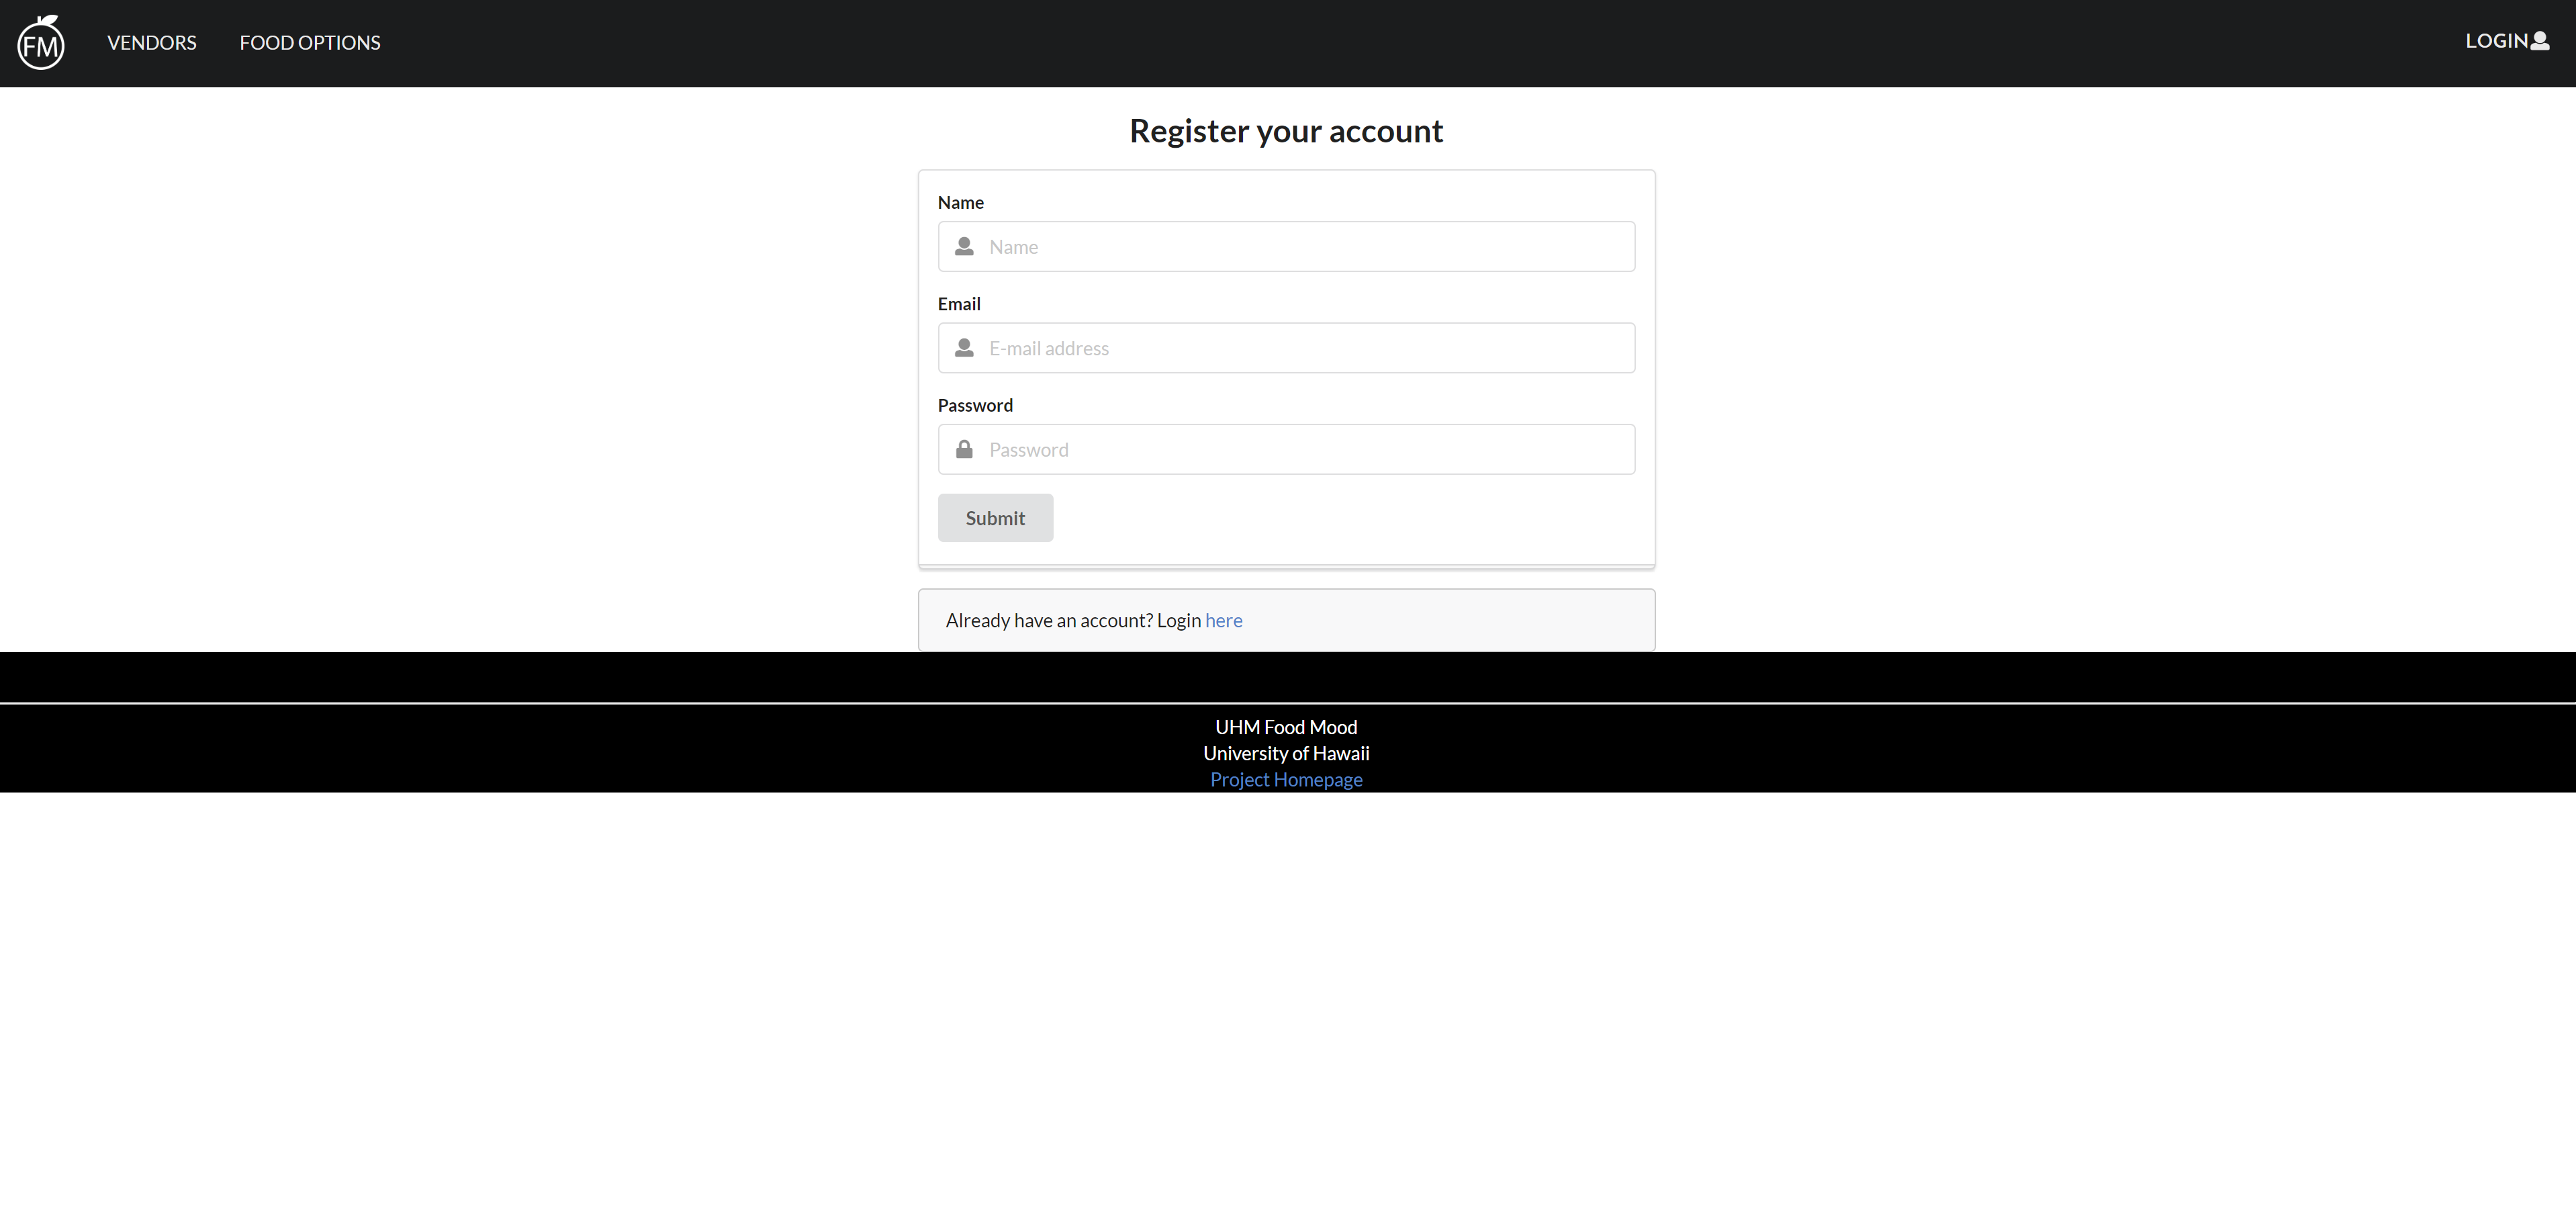 FM
VENDORS
FOOD OPTIONS
LOGIN
Register your account
Name
Name
Email
E-mail address
Password
Password
Submit
Already have an account? Login here
UHM Food Mood
University of Hawaii
Project Homepage